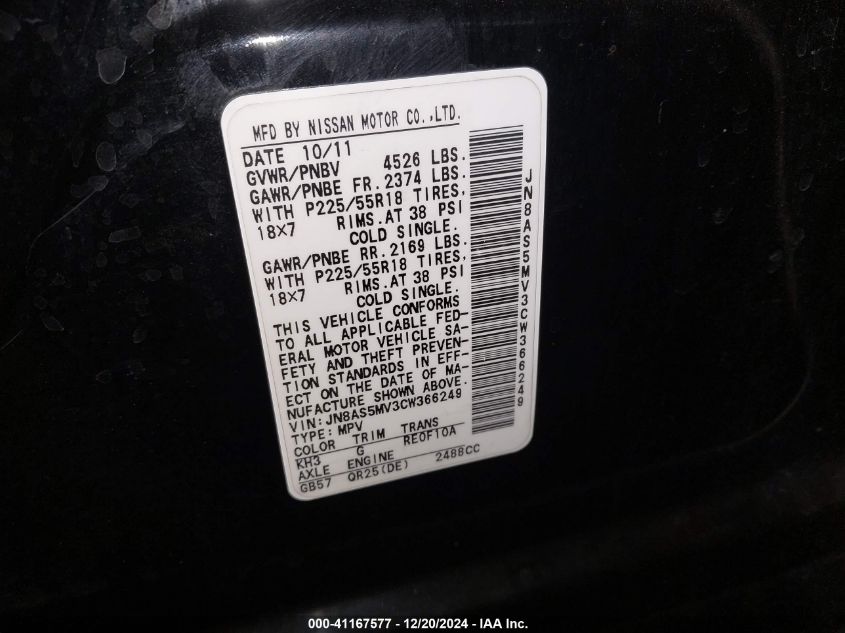 MFD BY NISSAN MOTOR CO.,LTD.
DATE 10/11
GVWR/PNBV 4526 LBS.
GAWR/PNBE FR.2374 LBS.
WITH P225/55R18 TIRES,
18X7 RIMS.AT 38 PSI
COLD SINGLE.
GAWR/PNBE RR.2169 LBS.
WITH P225/55R18 TIRES,
18X7 RIMS.AT 38 PSI
COLD SINGLE.
THIS VEHICLE CONFORMS
TO ALL APPLICABLE FED-
ERAL MOTOR VEHICLE SA-
FETY AND THEFT PREVEN-
TION STANDARDS IN EFF-
ECT ON THE DATE OF MA-
NUFACTURE SHOWN ABOVE.
VIN:JN8AS5MV3CW366249
TYPE:MPV
COLOR TRIM TRANS
KH3 G RE0F10A
AXLE ENGINE
GB57 QR25(DE) 2488CC
JN8AS5MV3CW366249
000-41167577 - 12/20/2024 - IAA Inc.